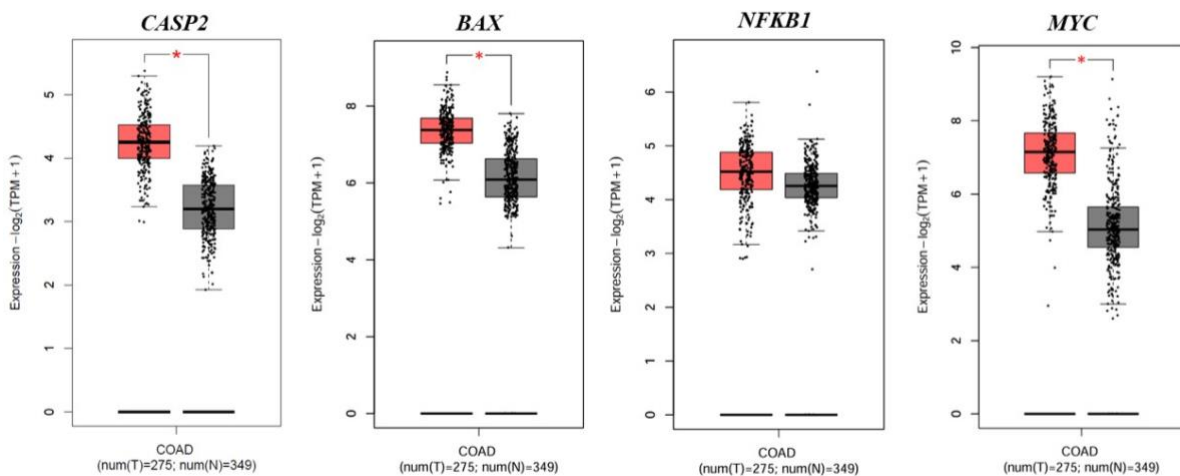 CASP2
*
Expression−log₂(TPM+1)
5
4
3
2
1
0
COAD
(num(T)=275; num(N)=349)
BAX
*
Expression−log₂(TPM+1)
8
6
4
2
0
COAD
(num(T)=275; num(N)=349)
NFKB1
Expression−log₂(TPM+1)
6
5
4
3
2
1
0
COAD
(num(T)=275; num(N)=349)
MYC
*
Expression−log₂(TPM+1)
10
8
6
4
2
0
COAD
(num(T)=275; num(N)=349)